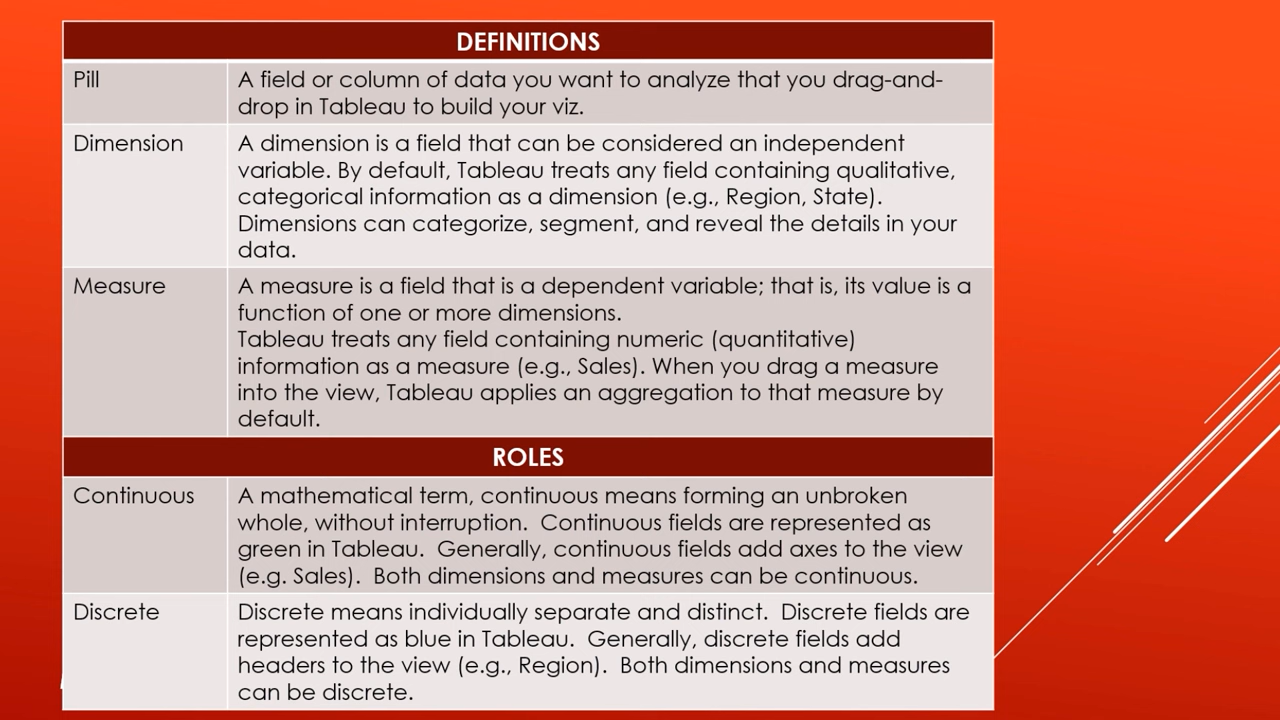 DEFINITIONS
Pill
A field or column of data you want to analyze that you drag-and-
drop in Tableau to build your viz.
Dimension
A dimension is a field that can be considered an independent
variable. By default, Tableau treats any field containing qualitative,
categorical information as a dimension (e.g., Region, State).
Dimensions can categorize, segment, and reveal the details in your
data.
Measure
A measure is a field that is a dependent variable; that is, its value is a
function of one or more dimensions.
Tableau treats any field containing numeric (quantitative)
information as a measure (e.g., Sales). When you drag a measure
into the view, Tableau applies an aggregation to that measure by
default.
ROLES
Continuous
A mathematical term, continuous means forming an unbroken
whole, without interruption.  Continuous fields are represented as
green in Tableau.  Generally, continuous fields add axes to the view
(e.g. Sales).  Both dimensions and measures can be continuous.
Discrete
Discrete means individually separate and distinct.  Discrete fields are
represented as blue in Tableau.  Generally, discrete fields add
headers to the view (e.g., Region).  Both dimensions and measures
can be discrete.